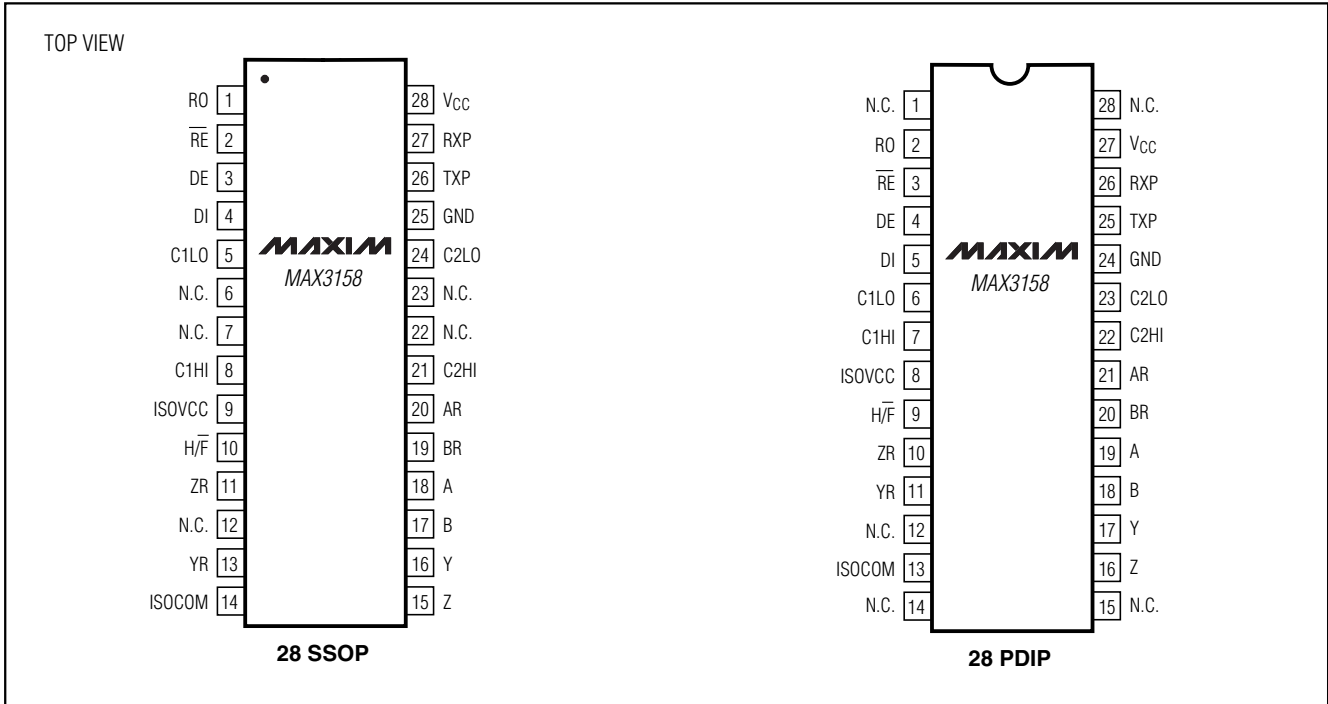 TOP VIEW
RO 1
RE 2
DE 3
DI 4
C1LO 5
N.C. 6
N.C. 7
C1HI 8
ISOVCC 9
H/F 10
ZR 11
N.C. 12
YR 13
ISOCOM 14
28 VCC
27 RXP
26 TXP
25 GND
24 C2LO
23 N.C.
22 N.C.
21 C2HI
20 AR
19 BR
18 A
17 B
16 Y
15 Z
MAXIM
MAX3158
28 SSOP
N.C. 1
RO 2
RE 3
DE 4
DI 5
C1LO 6
C1HI 7
ISOVCC 8
H/F 9
ZR 10
YR 11
N.C. 12
ISOCOM 13
N.C. 14
28 N.C.
27 VCC
26 RXP
25 TXP
24 GND
23 C2LO
22 C2HI
21 AR
20 BR
19 A
18 B
17 Y
16 Z
15 N.C.
MAXIM
MAX3158
28 PDIP